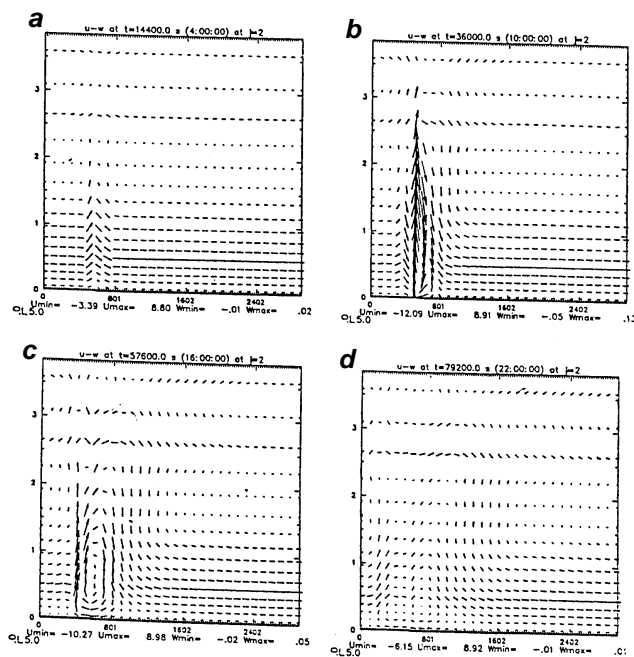 a
u-w at t=14400.0 s (4:00:00) at J=2
3
2
1
0
0 801 1602 2402
Umin= -3.39 Umax= 8.80 Wmin= -.01 Wmax= .02
b
u-w at t=36000.0 s (10:00:00) at J=2
3
2
1
0
0 801 1602 2402
Umin= -12.09 Umax= 8.91 Wmin= -.05 Wmax=
c
u-w at t=57600.0 s (16:00:00) at J=2
3
2
1
0
0 801 1602 2402
Umin= -10.27 Umax= 8.98 Wmin= -.02 Wmax= .05
d
u-w at t=79200.0 s (22:00:00) at J=2
3
2
1
0
0 801 1602 2402
Umin= -6.15 Umax= 8.92 Wmin= -.01 Wmax=